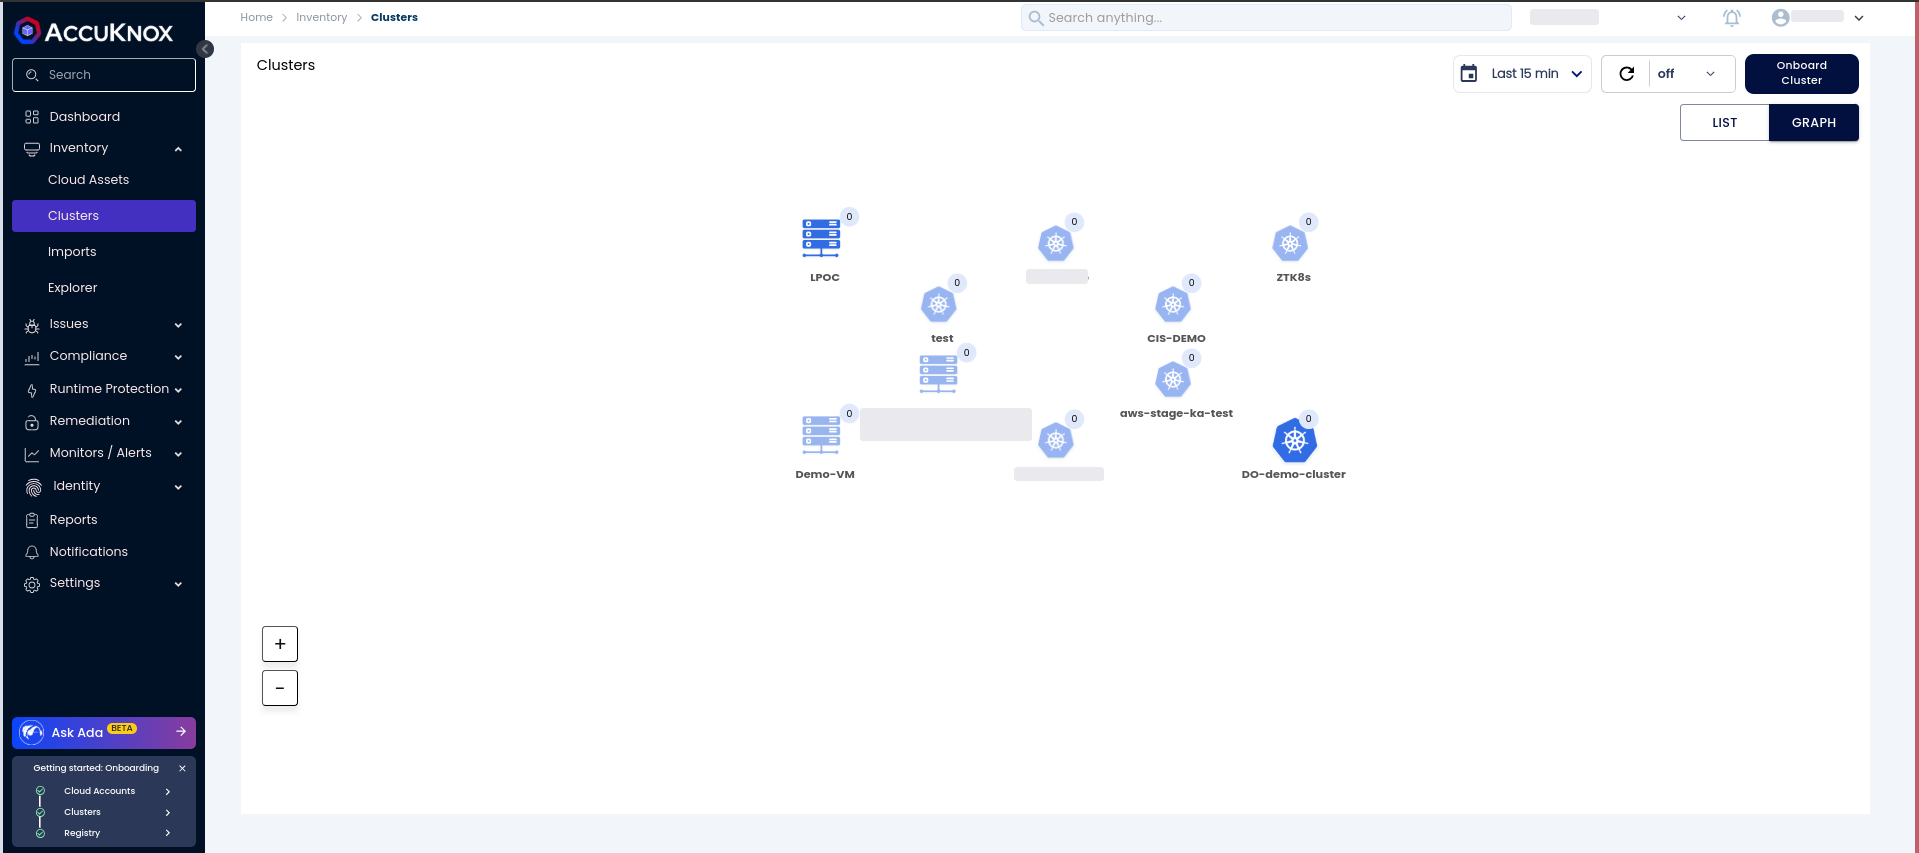 ACCUKNOX
Home > Inventory > Clusters
Search anything...
Search
Dashboard
Inventory
Cloud Assets
Clusters
Imports
Explorer
Issues
Compliance
Runtime Protection
Remediation
Monitors / Alerts
Identity
Reports
Notifications
Settings
Ask Ada BETA
Getting started: Onboarding
Cloud Accounts
Clusters
Registry
Clusters
Last 15 min
off
Onboard
Cluster
LIST
GRAPH
0
LPOC
0
0
ZTK8s
0
test
0
CIS-DEMO
0
0
aws-stage-ka-test
0
Demo-VM
0
0
DO-demo-cluster
+
-